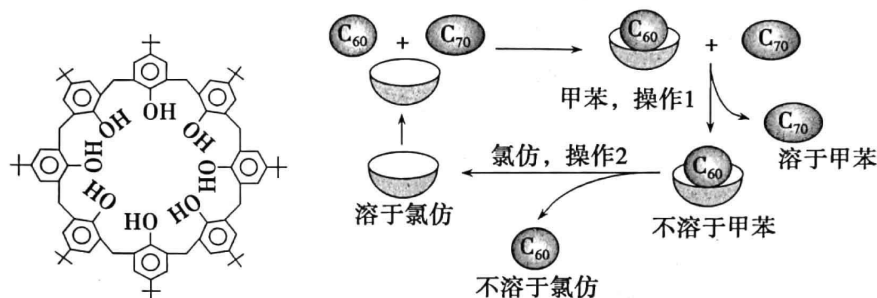 C₆₀ + C₇₀
C₆₀ + C₇₀
甲苯，操作1
C₇₀
溶于甲苯
氯仿，操作2
C₆₀
溶于氯仿
不溶于甲苯
C₆₀
不溶于氯仿
OH
OH
OH
OH
OH
HO
HO
HO